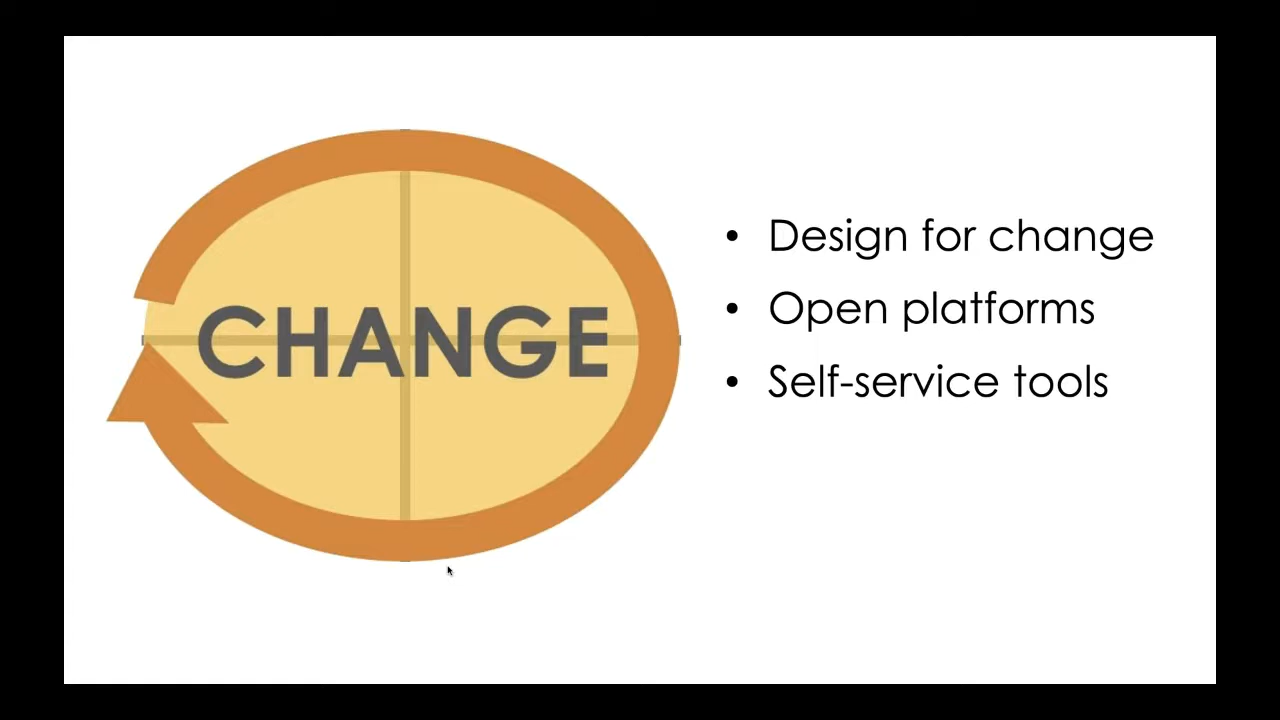 CHANGE
• Design for change
• Open platforms
• Self-service tools